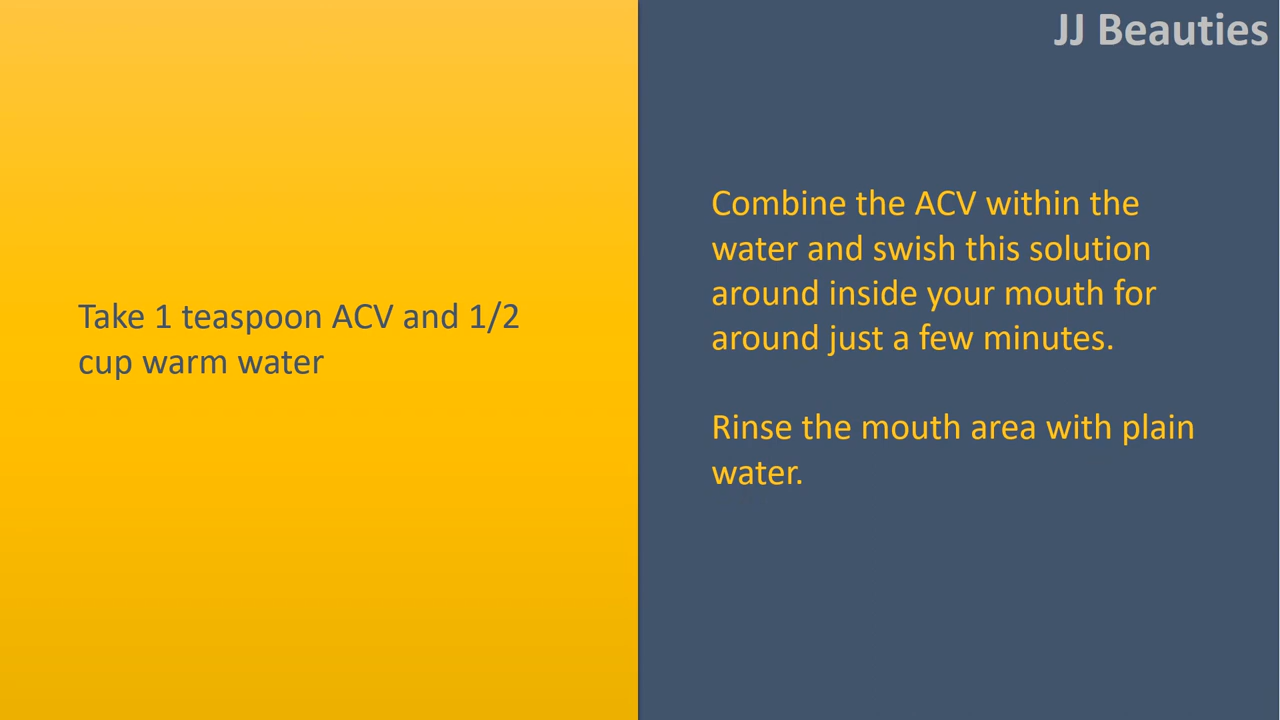 JJ Beauties
Take 1 teaspoon ACV and 1/2
cup warm water
Combine the ACV within the
water and swish this solution
around inside your mouth for
around just a few minutes.
Rinse the mouth area with plain
water.